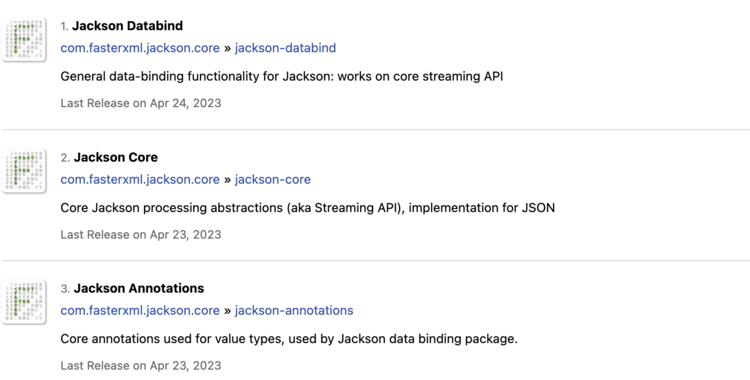 1. Jackson Databind
com.fasterxml.jackson.core » jackson-databind
General data-binding functionality for Jackson: works on core streaming API
Last Release on Apr 24, 2023
2. Jackson Core
com.fasterxml.jackson.core » jackson-core
Core Jackson processing abstractions (aka Streaming API), implementation for JSON
Last Release on Apr 23, 2023
3. Jackson Annotations
com.fasterxml.jackson.core » jackson-annotations
Core annotations used for value types, used by Jackson data binding package.
Last Release on Apr 23, 2023